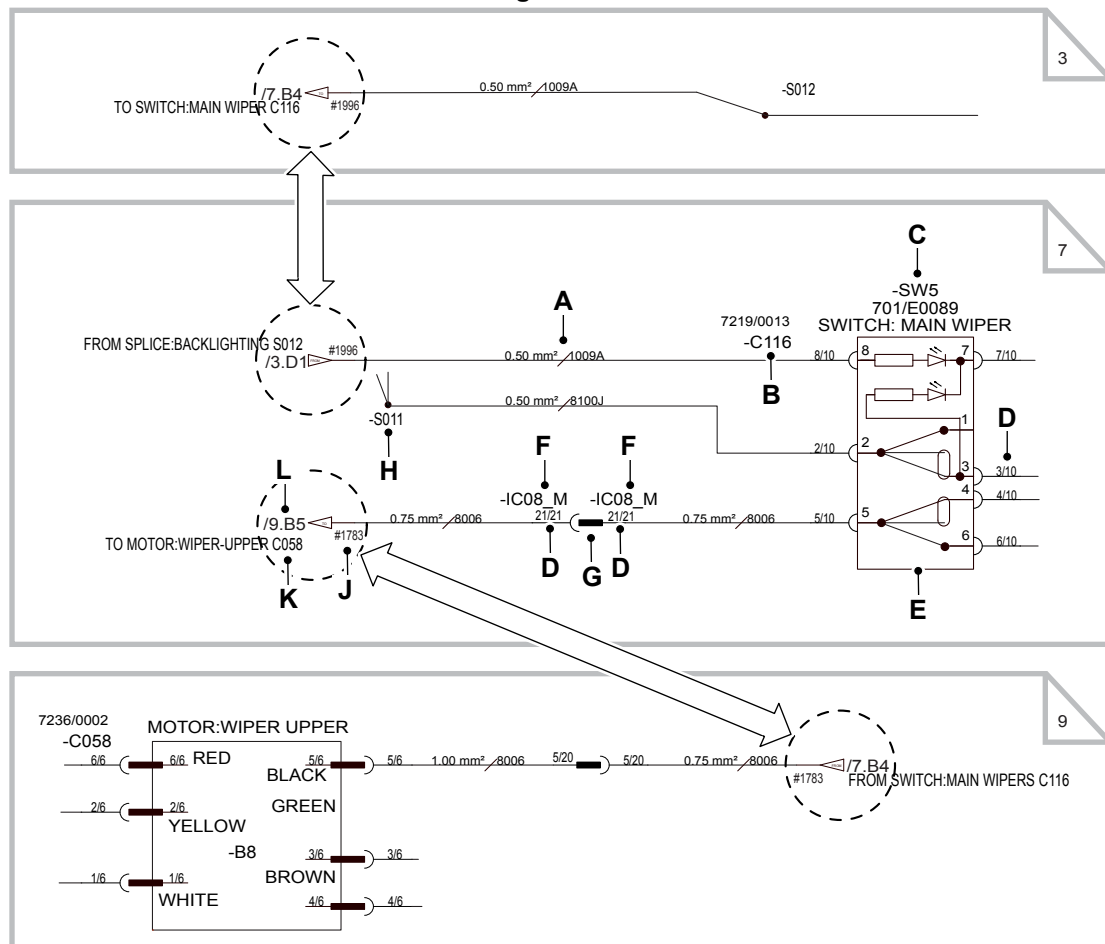 3
/7.B4
0.50 mm² 1009A
-S012
TO SWITCH:MAIN WIPER C116
#1996
7
C
-SW5
701/E0089
SWITCH: MAIN WIPER
A
7219/0013
-C116
FROM SPLICE:BACKLIGHTING S012
/3.D1
#1996
0.50 mm² 1009A
8/10
8
7
7/10
B
0.50 mm² 8100J
-S011
H
1
D
2/10
2
3
3/10
F
F
L
-IC08_M
-IC08_M
4
4/10
/9.B5
0.75 mm² 8006
21/21
21/21
0.75 mm² 8006
5/10
5
#1783
TO MOTOR:WIPER-UPPER C058
6
6/10
D
G
D
K
J
E
9
7236/0002
-C058
MOTOR:WIPER UPPER
6/6
6/6
RED
5/6
5/6
1.00 mm² 8006
5/20
5/20
0.75 mm² 8006
/7.B4
BLACK
#1783
FROM SWITCH:MAIN WIPERS C116
2/6
2/6
GREEN
YELLOW
-B8
3/6
3/6
1/6
1/6
BROWN
WHITE
4/6
4/6